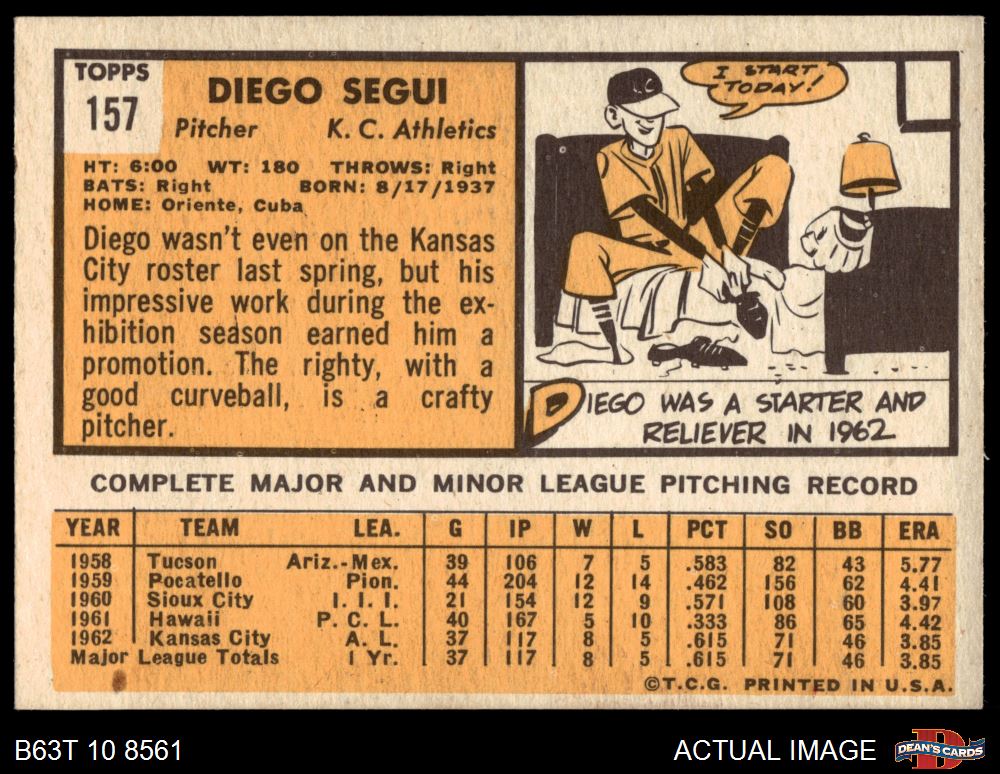 TOPPS
157
DIEGO SEGUI
Pitcher K. C. Athletics
HT: 6:00 WT: 180 THROWS: Right
BATS: Right BORN: 8/17/1937
HOME: Oriente, Cuba
Diego wasn't even on the Kansas
City roster last spring, but his
impressive work during the ex-
hibition season earned him a
promotion. The righty, with a
good curveball, is a crafty
pitcher.
I START
TODAY!
KC
DIEGO WAS A STARTER AND
RELIEVER IN 1962
COMPLETE MAJOR AND MINOR LEAGUE PITCHING RECORD
YEAR TEAM LEA. G IP W L PCT SO BB ERA
1958 Tucson Ariz.-Mex. 39 106 7 5 .583 82 43 5.77
1959 Pocatello Pion. 44 204 12 14 .462 156 62 4.41
1960 Sioux City I. I. I. 21 154 12 9 .571 108 60 3.97
1961 Hawaii P. C. L. 40 167 5 10 .333 86 65 4.42
1962 Kansas City A. L. 37 117 8 5 .615 71 46 3.85
Major League Totals 1 Yr. 37 117 8 5 .615 71 46 3.85
©T.C.G. PRINTED IN U.S.A.
B63T 10 8561 ACTUAL IMAGE D DEAN'S CARDS